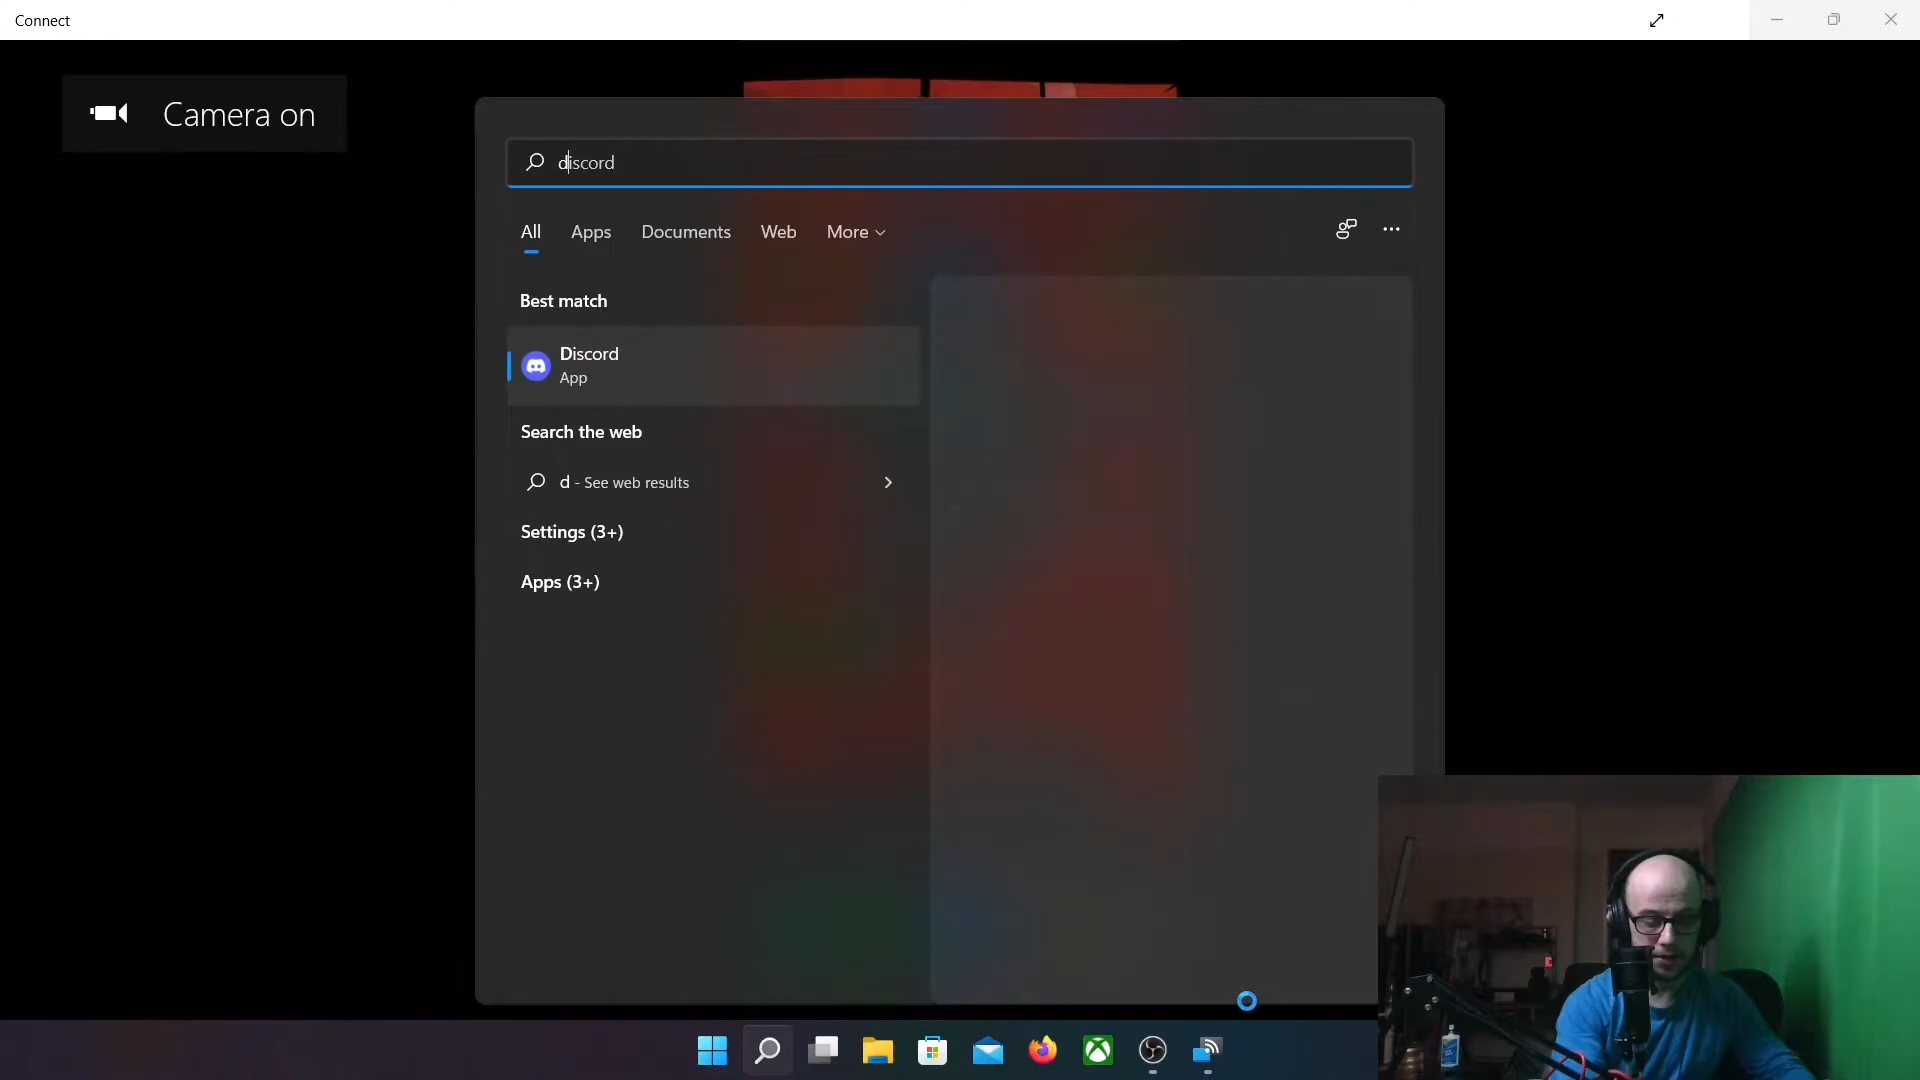 Connect
Camera on
discord
All Apps Documents Web More
Best match
Discord
App
Search the web
d - See web results
Settings (3+)
Apps (3+)